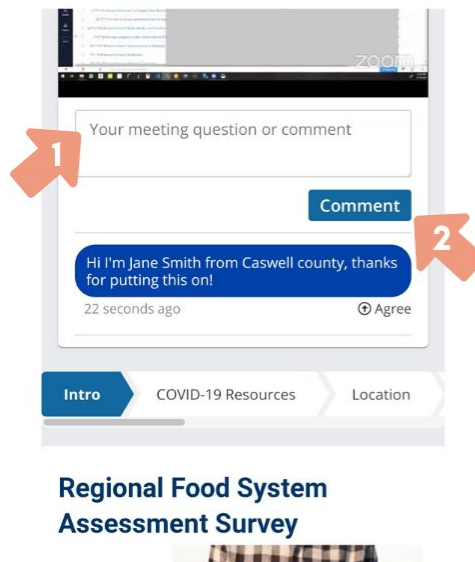 zoom
Your meeting question or comment
1
Comment
2
Hi I'm Jane Smith from Caswell county, thanks
for putting this on!
22 seconds ago Agree
Intro COVID-19 Resources Location
Regional Food System
Assessment Survey